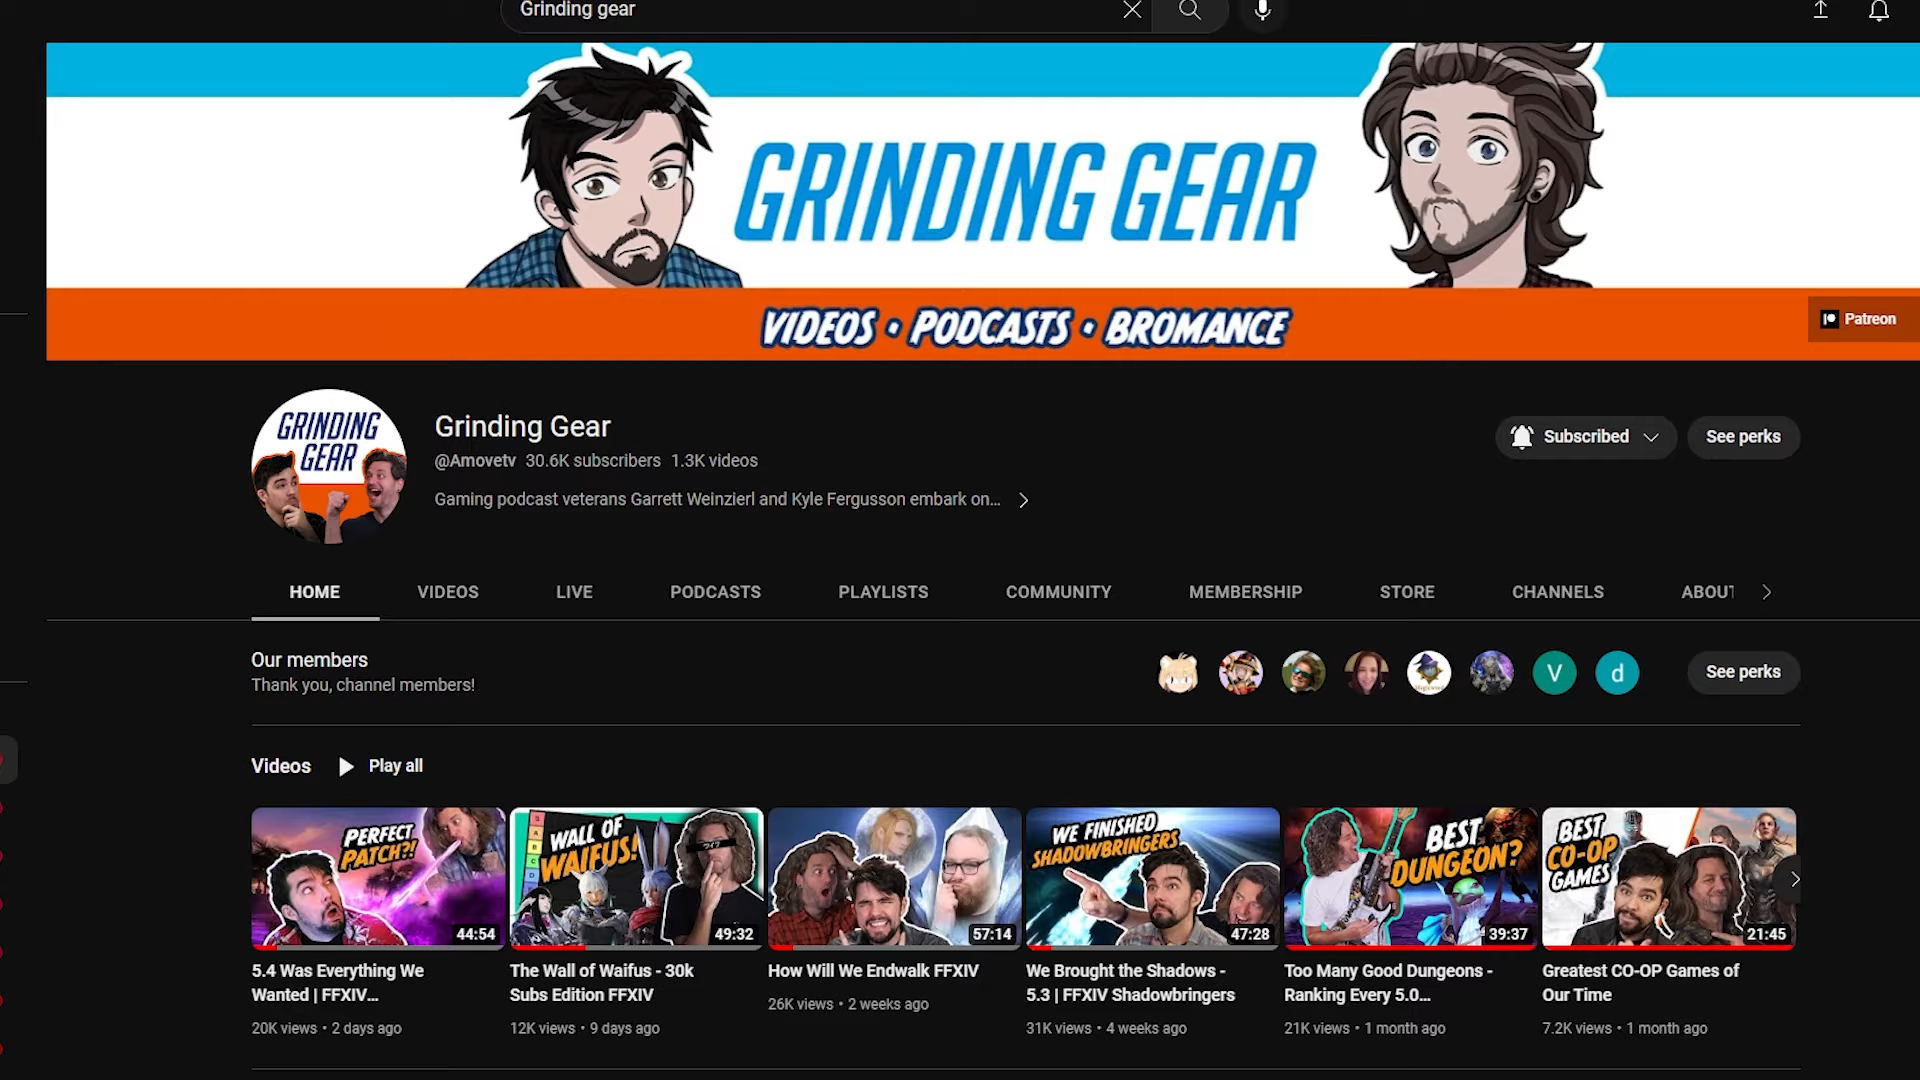 Grinding gear
GRINDING GEAR
VIDEOS • PODCASTS • BROMANCE
Patreon
GRINDING
GEAR
Grinding Gear
@Amovetv 30.6K subscribers 1.3K videos
Gaming podcast veterans Garrett Weinzierl and Kyle Fergusson embark on...
Subscribed
See perks
HOME VIDEOS LIVE PODCASTS PLAYLISTS COMMUNITY MEMBERSHIP STORE CHANNELS ABOUT
Our members
Thank you, channel members!
V
d
See perks
Videos
Play all
PERFECT
PATCH?!
44:54
5.4 Was Everything We
Wanted | FFXIV...
20K views • 2 days ago
S
A
B
C
D
WALL OF
WAIFUS!
49:32
The Wall of Waifus - 30k
Subs Edition FFXIV
12K views • 9 days ago
57:14
How Will We Endwalk FFXIV
26K views • 2 weeks ago
WE FINISHED
SHADOWBRINGERS
47:28
We Brought the Shadows -
5.3 | FFXIV Shadowbringers
31K views • 4 weeks ago
BEST
DUNGEON?
39:37
Too Many Good Dungeons -
Ranking Every 5.0...
21K views • 1 month ago
BEST
CO-OP
GAMES
21:45
Greatest CO-OP Games of
Our Time
7.2K views • 1 month ago